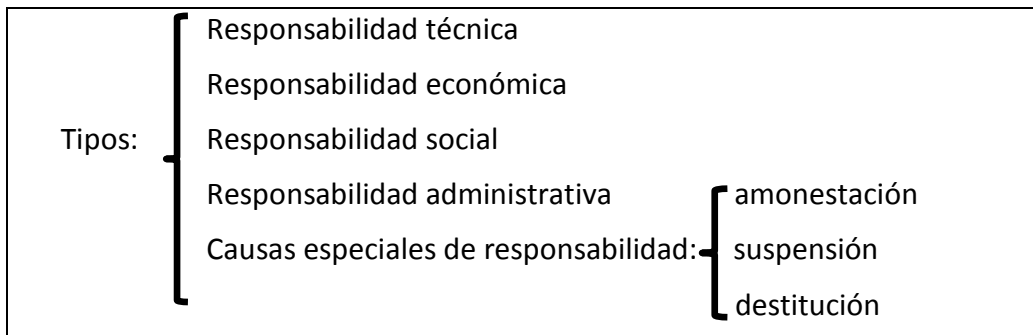 Responsabilidad técnica
Responsabilidad económica
Tipos: Responsabilidad social
Responsabilidad administrativa amonestación
Causas especiales de responsabilidad: suspensión
destitución